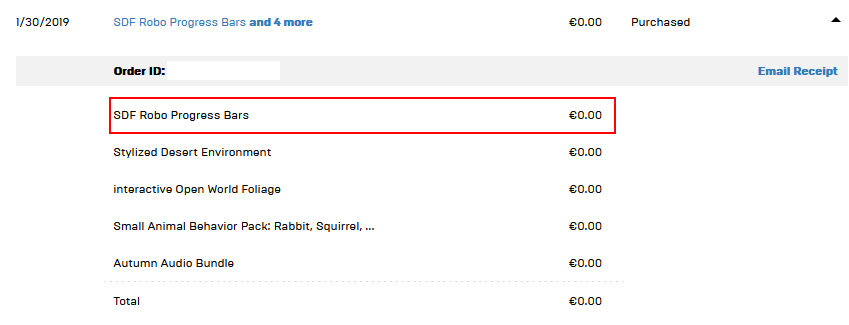 1/30/2019 SDF Robo Progress Bars and 4 more €0.00 Purchased
Order ID: Email Receipt
SDF Robo Progress Bars €0.00
Stylized Desert Environment €0.00
interactive Open World Foliage €0.00
Small Animal Behavior Pack: Rabbit, Squirrel, ... €0.00
Autumn Audio Bundle €0.00
Total €0.00